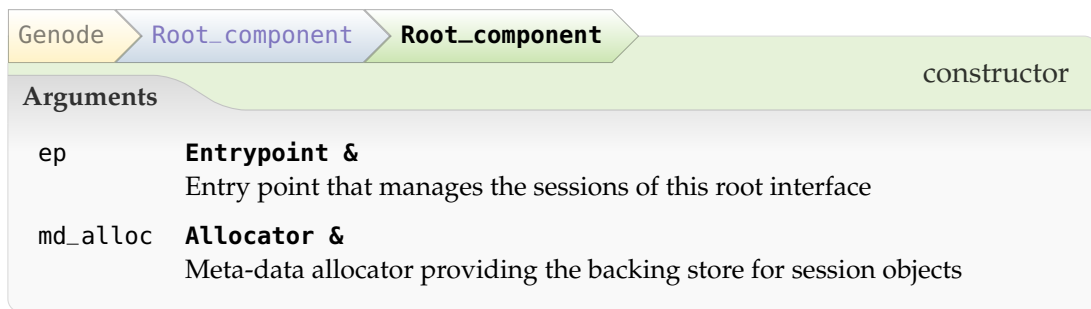 Genode Root_component Root_component
constructor
Arguments
ep Entrypoint &
Entry point that manages the sessions of this root interface
md_alloc Allocator &
Meta-data allocator providing the backing store for session objects